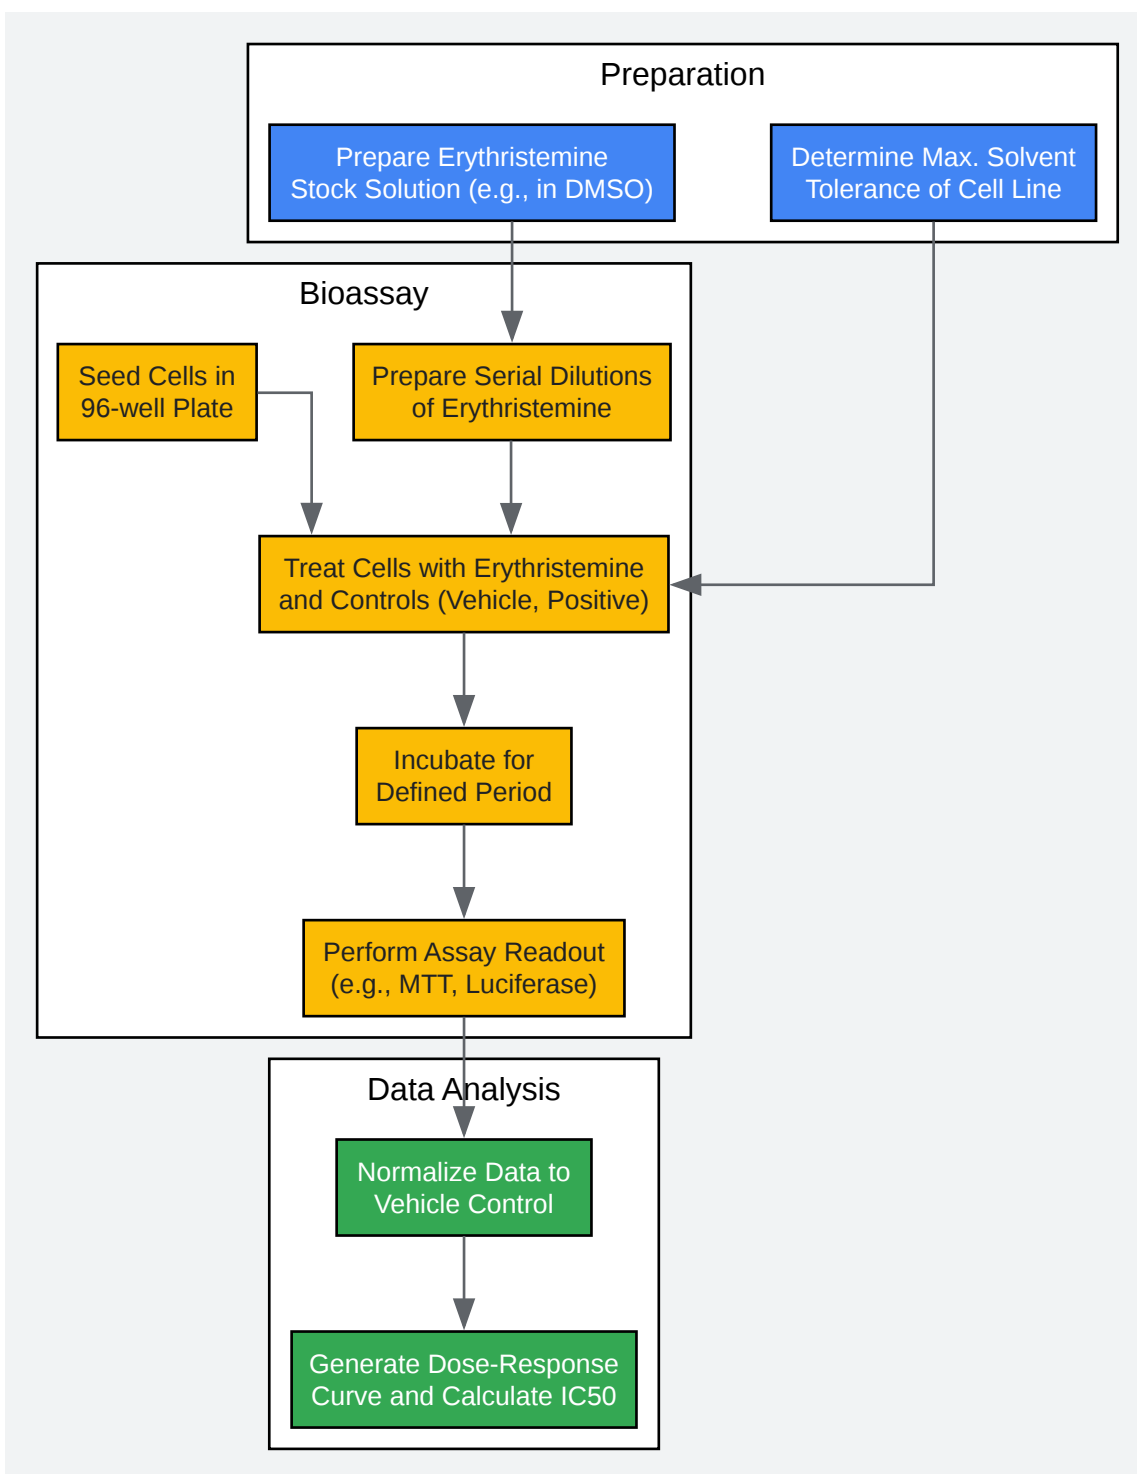 Preparation
Prepare Erythristemine
Stock Solution (e.g., in DMSO)
Determine Max. Solvent
Tolerance of Cell Line
Bioassay
Seed Cells in
96-well Plate
Prepare Serial Dilutions
of Erythristemine
Treat Cells with Erythristemine
and Controls (Vehicle, Positive)
Incubate for
Defined Period
Perform Assay Readout
(e.g., MTT, Luciferase)
Data Analysis
Normalize Data to
Vehicle Control
Generate Dose-Response
Curve and Calculate IC50